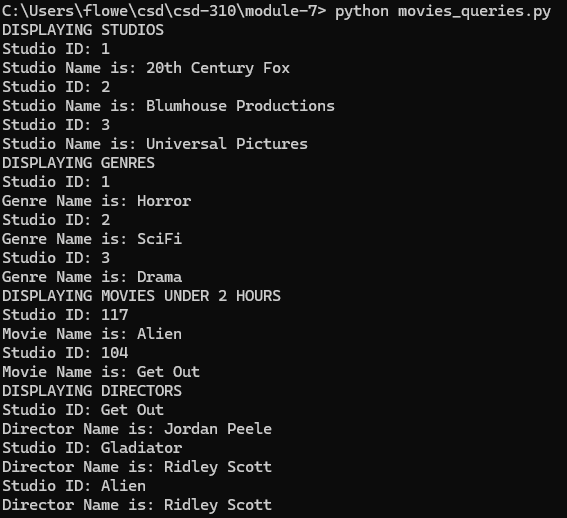 C:\Users\flowe\csd\csd-310\module-7> python movies_queries.py
DISPLAYING STUDIOS
Studio ID: 1
Studio Name is: 20th Century Fox
Studio ID: 2
Studio Name is: Blumhouse Productions
Studio ID: 3
Studio Name is: Universal Pictures
DISPLAYING GENRES
Studio ID: 1
Genre Name is: Horror
Studio ID: 2
Genre Name is: SciFi
Studio ID: 3
Genre Name is: Drama
DISPLAYING MOVIES UNDER 2 HOURS
Studio ID: 117
Movie Name is: Alien
Studio ID: 104
Movie Name is: Get Out
DISPLAYING DIRECTORS
Studio ID: Get Out
Director Name is: Jordan Peele
Studio ID: Gladiator
Director Name is: Ridley Scott
Studio ID: Alien
Director Name is: Ridley Scott